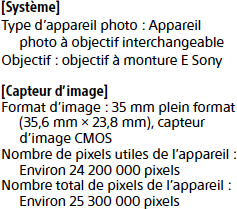 [Système]
Type d'appareil photo : Appareil
photo à objectif interchangeable
Objectif : objectif à monture E Sony
[Capteur d'image]
Format d'image : 35 mm plein format
(35,6 mm × 23,8 mm), capteur
d'image CMOS
Nombre de pixels utiles de l'appareil :
Environ 24 200 000 pixels
Nombre total de pixels de l'appareil :
Environ 25 300 000 pixels